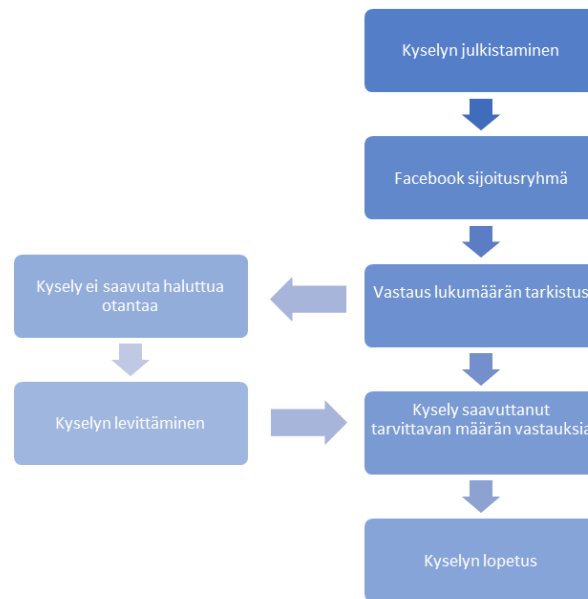 Kyselyn julkistaminen
Facebook sijoitusryhmä
Vastaus lukumäärän tarkistus
Kysely ei saavuta haluttua
otantaa
Kyselyn levittäminen
Kysely saavuttanut
tarvittavan määrän vastauksia
Kyselyn lopetus